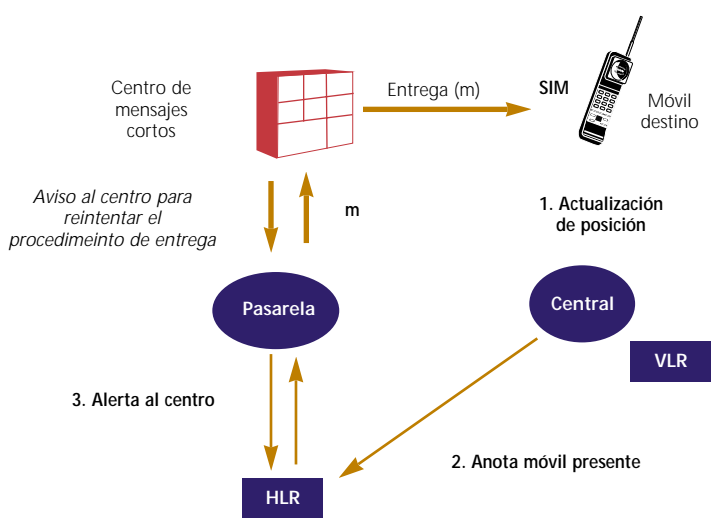 Centro de
mensajes
cortos
Entrega (m)
SIM
Móvil
destino
Aviso al centro para
reintentar el
procedimeinto de entrega
m
1. Actualización
de posición
Pasarela
Central
VLR
3. Alerta al centro
2. Anota móvil presente
HLR